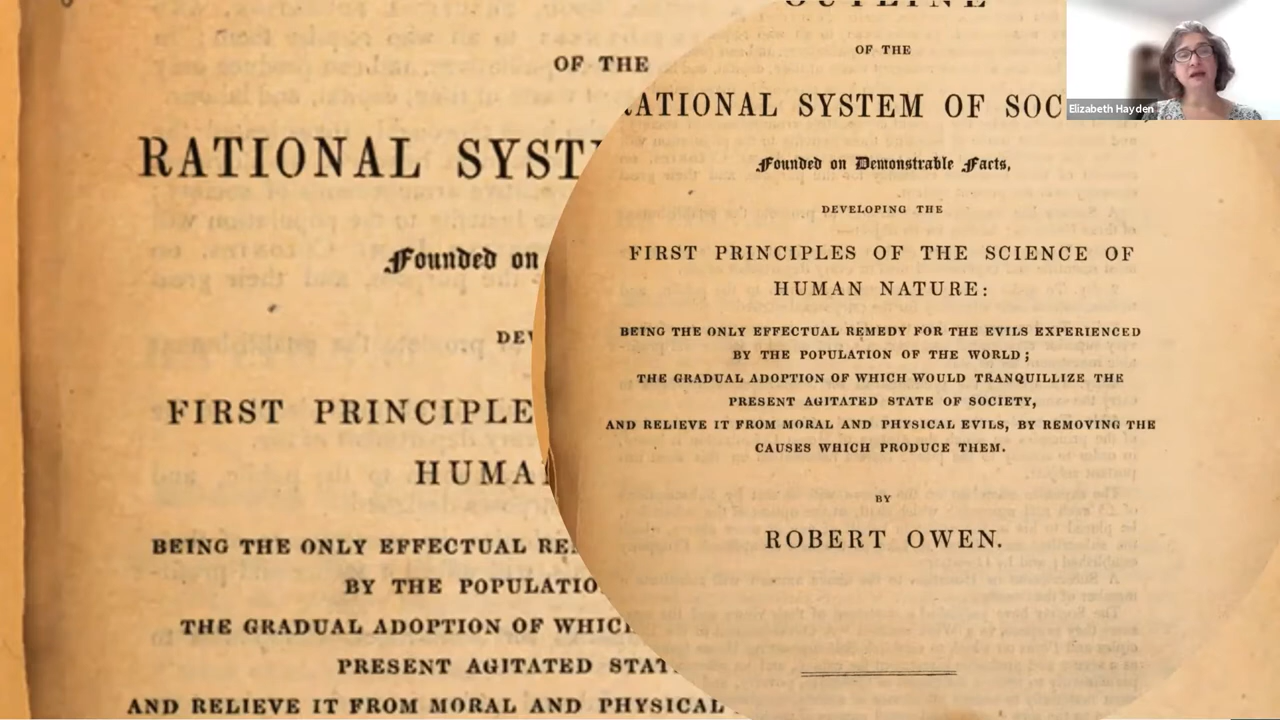 OF THE
RATIONAL SYST
Founded on
DEV
FIRST PRINCIPLE
HUMA
BEING THE ONLY EFFECTUAL RE
BY THE POPULATIO
THE GRADUAL ADOPTION OF WHICH
PRESENT AGITATED STAT
AND RELIEVE IT FROM MORAL AND PHYSICAL
OUTLINE
OF THE
RATIONAL SYSTEM OF SOC
Founded on Demonstrable Facts,
DEVELOPING THE
FIRST PRINCIPLES OF THE SCIENCE OF
HUMAN NATURE:
BEING THE ONLY EFFECTUAL REMEDY FOR THE EVILS EXPERIENCED
BY THE POPULATION OF THE WORLD;
THE GRADUAL ADOPTION OF WHICH WOULD TRANQUILLIZE THE
PRESENT AGITATED STATE OF SOCIETY,
AND RELIEVE IT FROM MORAL AND PHYSICAL EVILS, BY REMOVING THE
CAUSES WHICH PRODUCE THEM.
BY
ROBERT OWEN.
Elizabeth Hayden